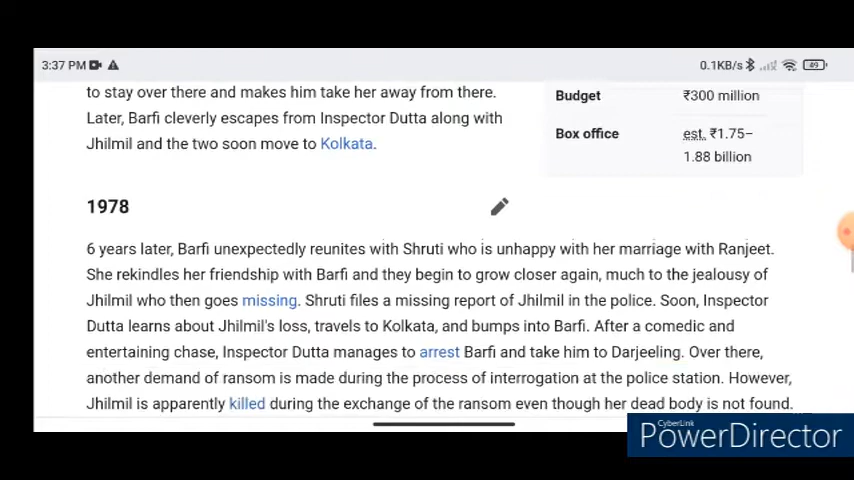 3:37 PM
0.1KB/s 49
to stay over there and makes him take her away from there.
Later, Barfi cleverly escapes from Inspector Dutta along with
Jhilmil and the two soon move to Kolkata.
Budget ₹300 million
Box office est. ₹1.75–
1.88 billion
1978
6 years later, Barfi unexpectedly reunites with Shruti who is unhappy with her marriage with Ranjeet.
She rekindles her friendship with Barfi and they begin to grow closer again, much to the jealousy of
Jhilmil who then goes missing. Shruti files a missing report of Jhilmil in the police. Soon, Inspector
Dutta learns about Jhilmil's loss, travels to Kolkata, and bumps into Barfi. After a comedic and
entertaining chase, Inspector Dutta manages to arrest Barfi and take him to Darjeeling. Over there,
another demand of ransom is made during the process of interrogation at the police station. However,
Jhilmil is apparently killed during the exchange of the ransom even though her dead body is not found.
CyberLink
PowerDirector